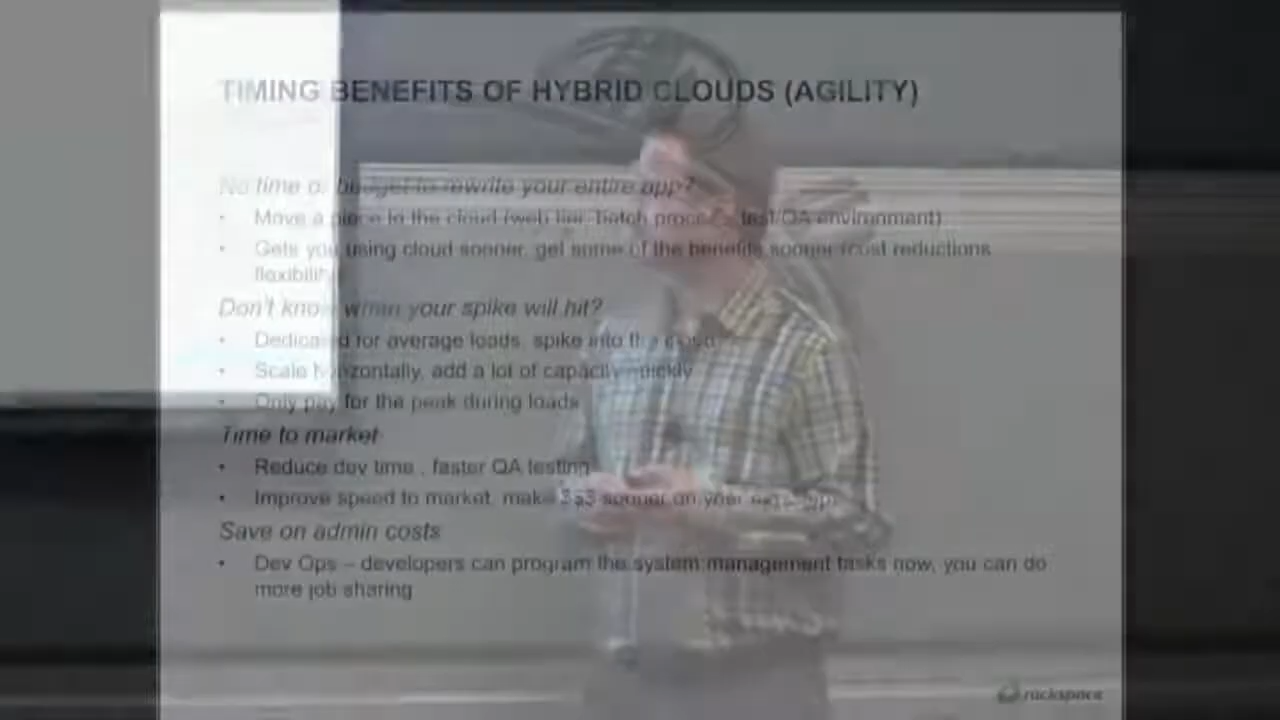 TIMING BENEFITS OF HYBRID CLOUDS (AGILITY)
No time or budget to rewrite your entire app?
• Move a piece to the cloud (web tier, batch process, test/QA environment)
• Gets you using cloud sooner, get some of the benefits sooner (cost reductions
flexibility
Don't know when your spike will hit?
• Dedicated for average loads, spike into the cloud
• Scale horizontally, add a lot of capacity quickly
• Only pay for the peak during loads
Time to market
• Reduce dev time , faster QA testing
• Improve speed to market, make $$$ sooner on your
Save on admin costs
• Dev Ops – developers can program the system management tasks now, you can do
more job sharing
rackspace